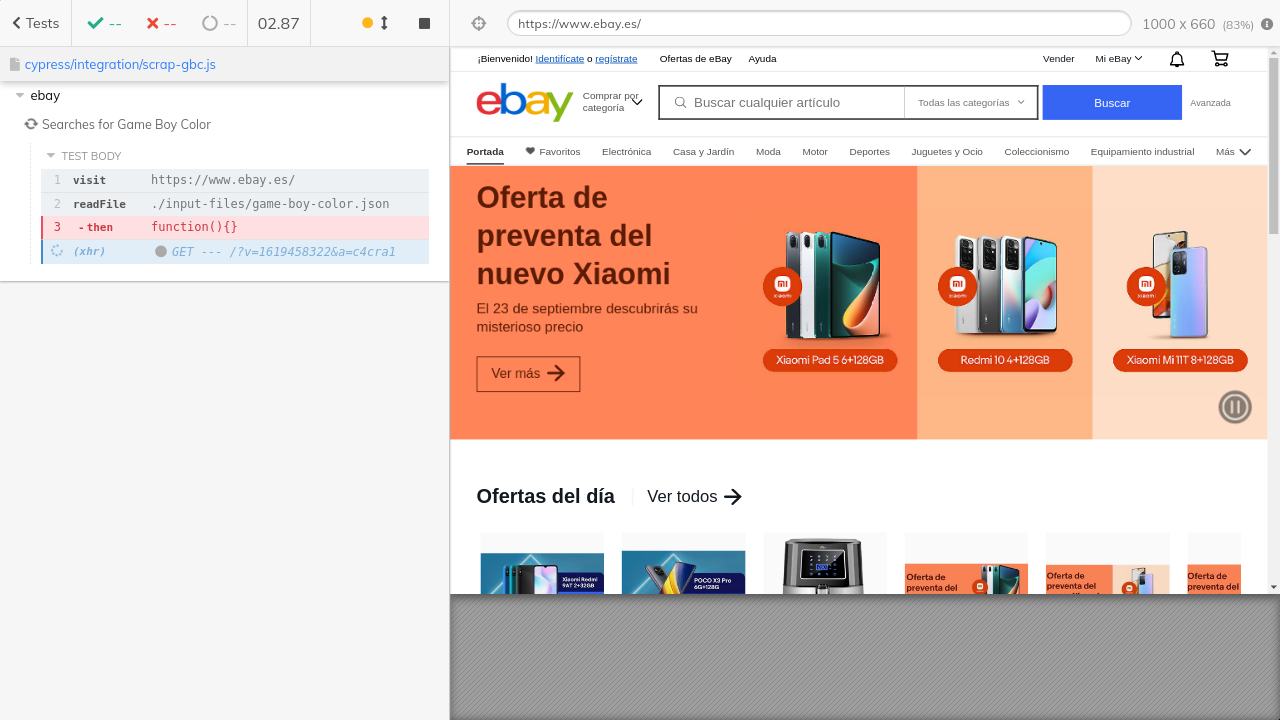 Tests
--
--
--
02.87
cypress/integration/scrap-gbc.js
ebay
Searches for Game Boy Color
TEST BODY
1 visit https://www.ebay.es/
2 readFile ./input-files/game-boy-color.json
3 - then function(){}
(xhr) GET --- /?v=1619458322&a=c4cra1
https://www.ebay.es/
1000 x 660 (83%)
¡Bienvenido! Identifícate o regístrate Ofertas de eBay Ayuda Vender Mi eBay
ebay
Comprar por
categoría
Buscar cualquier artículo
Todas las categorías
Buscar
Avanzada
Portada Favoritos Electrónica Casa y Jardín Moda Motor Deportes Juguetes y Ocio Coleccionismo Equipamiento industrial Más
Oferta de
preventa del
nuevo Xiaomi
El 23 de septiembre descubrirás su
misterioso precio
Ver más
Xiaomi Pad 5 6+128GB
Redmi 10 4+128GB
Xiaomi Mi 11T 8+128GB
Ofertas del día
Ver todos
Xiaomi Redmi
9AT 2+32GB
POCO X3 Pro
6G+128G
Oferta de
preventa del
Oferta de
preventa del
Oferta de
preventa del